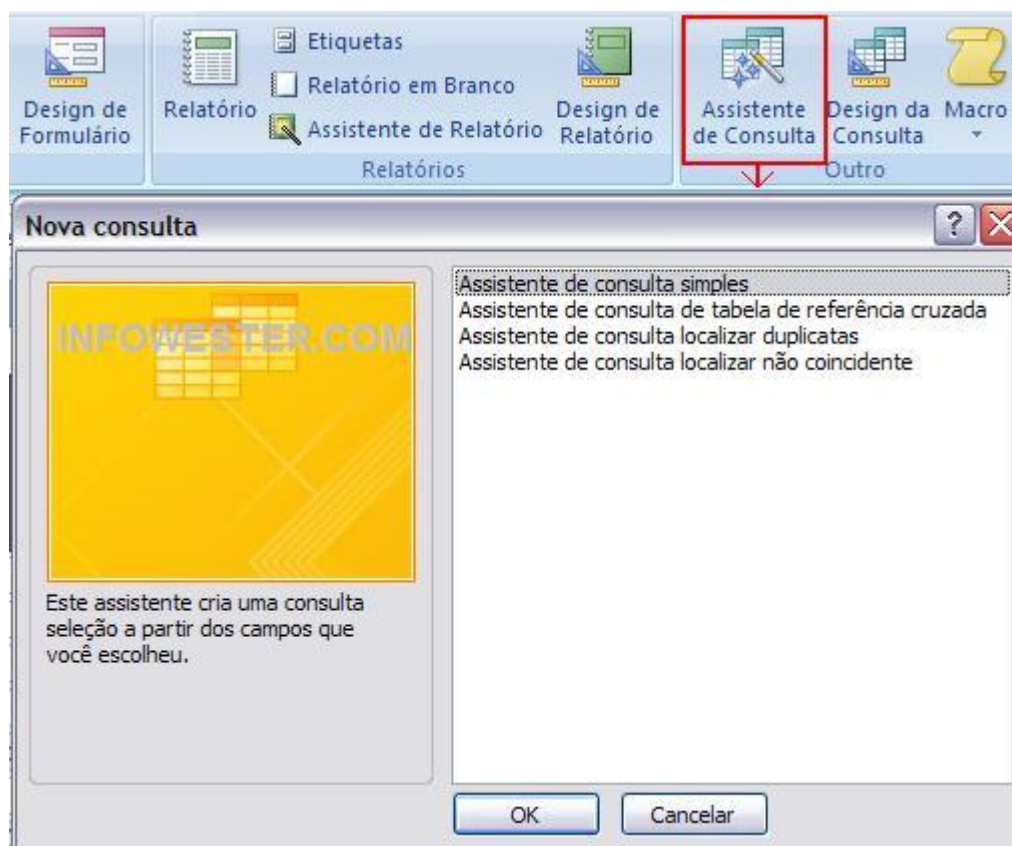 Design de
Formulário
Relatório
Etiquetas
Relatório em Branco
Assistente de Relatório
Design de
Relatório
Relatórios
Assistente
de Consulta
Design da
Consulta
Macro
Outro
Nova consulta
?
INFOWESTER.COM
Este assistente cria uma consulta
seleção a partir dos campos que
você escolheu.
Assistente de consulta simples
Assistente de consulta de tabela de referência cruzada
Assistente de consulta localizar duplicatas
Assistente de consulta localizar não coincidente
OK
Cancelar